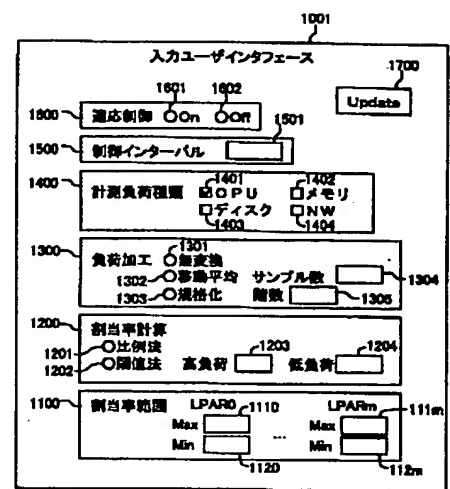 1001
入力ユーザインタフェース
1700
Update
1601 1602
1600 適応制御 On Off
1501
1500 制御インターバル
1400 計測負荷種類
1401 CPU 1402 メモリ
ディスク NW
1403 1404
1300 負荷加工
1301 無変換
1302 移動平均 サンプル数 1304
1303 規格化 階数 1305
1200 割当率計算
1201 比例法
1202 閾値法 高負荷 1203 低負荷 1204
1100 割当率範囲
LPAR0 1110 LPARm 111m
Max Max
Min ... Min
1120 112m